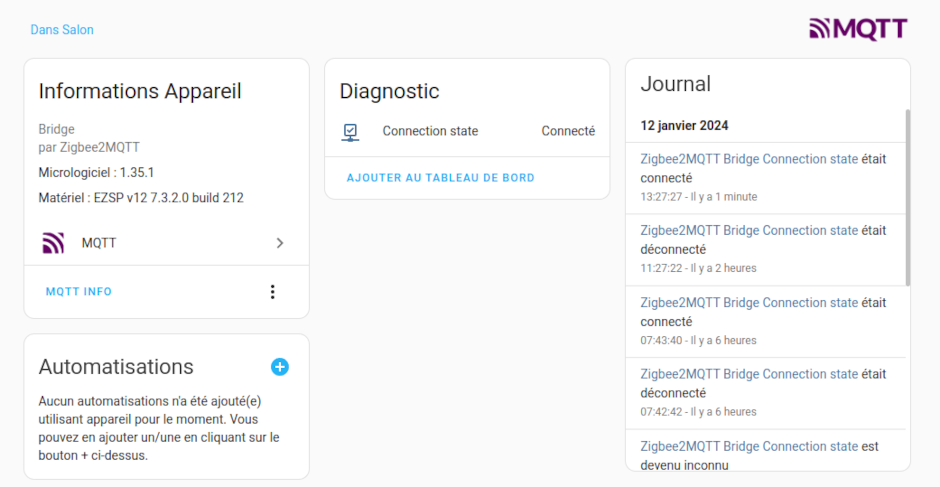 Dans Salon
MQTT
Informations Appareil
Bridge
par Zigbee2MQTT
Micrologiciel : 1.35.1
Matériel : EZSP v12 7.3.2.0 build 212
MQTT
MQTT INFO
Automatisations
Aucun automatisations n'a été ajouté(e)
utilisant appareil pour le moment. Vous
pouvez en ajouter un/une en cliquant sur le
bouton + ci-dessus.
Diagnostic
Connection state Connecté
AJOUTER AU TABLEAU DE BORD
Journal
12 janvier 2024
Zigbee2MQTT Bridge Connection state était
connecté
13:27:27 - Il y a 1 minute
Zigbee2MQTT Bridge Connection state était
déconnecté
11:27:22 - Il y a 2 heures
Zigbee2MQTT Bridge Connection state était
connecté
07:43:40 - Il y a 6 heures
Zigbee2MQTT Bridge Connection state était
déconnecté
07:42:42 - Il y a 6 heures
Zigbee2MQTT Bridge Connection state est
devenu inconnu